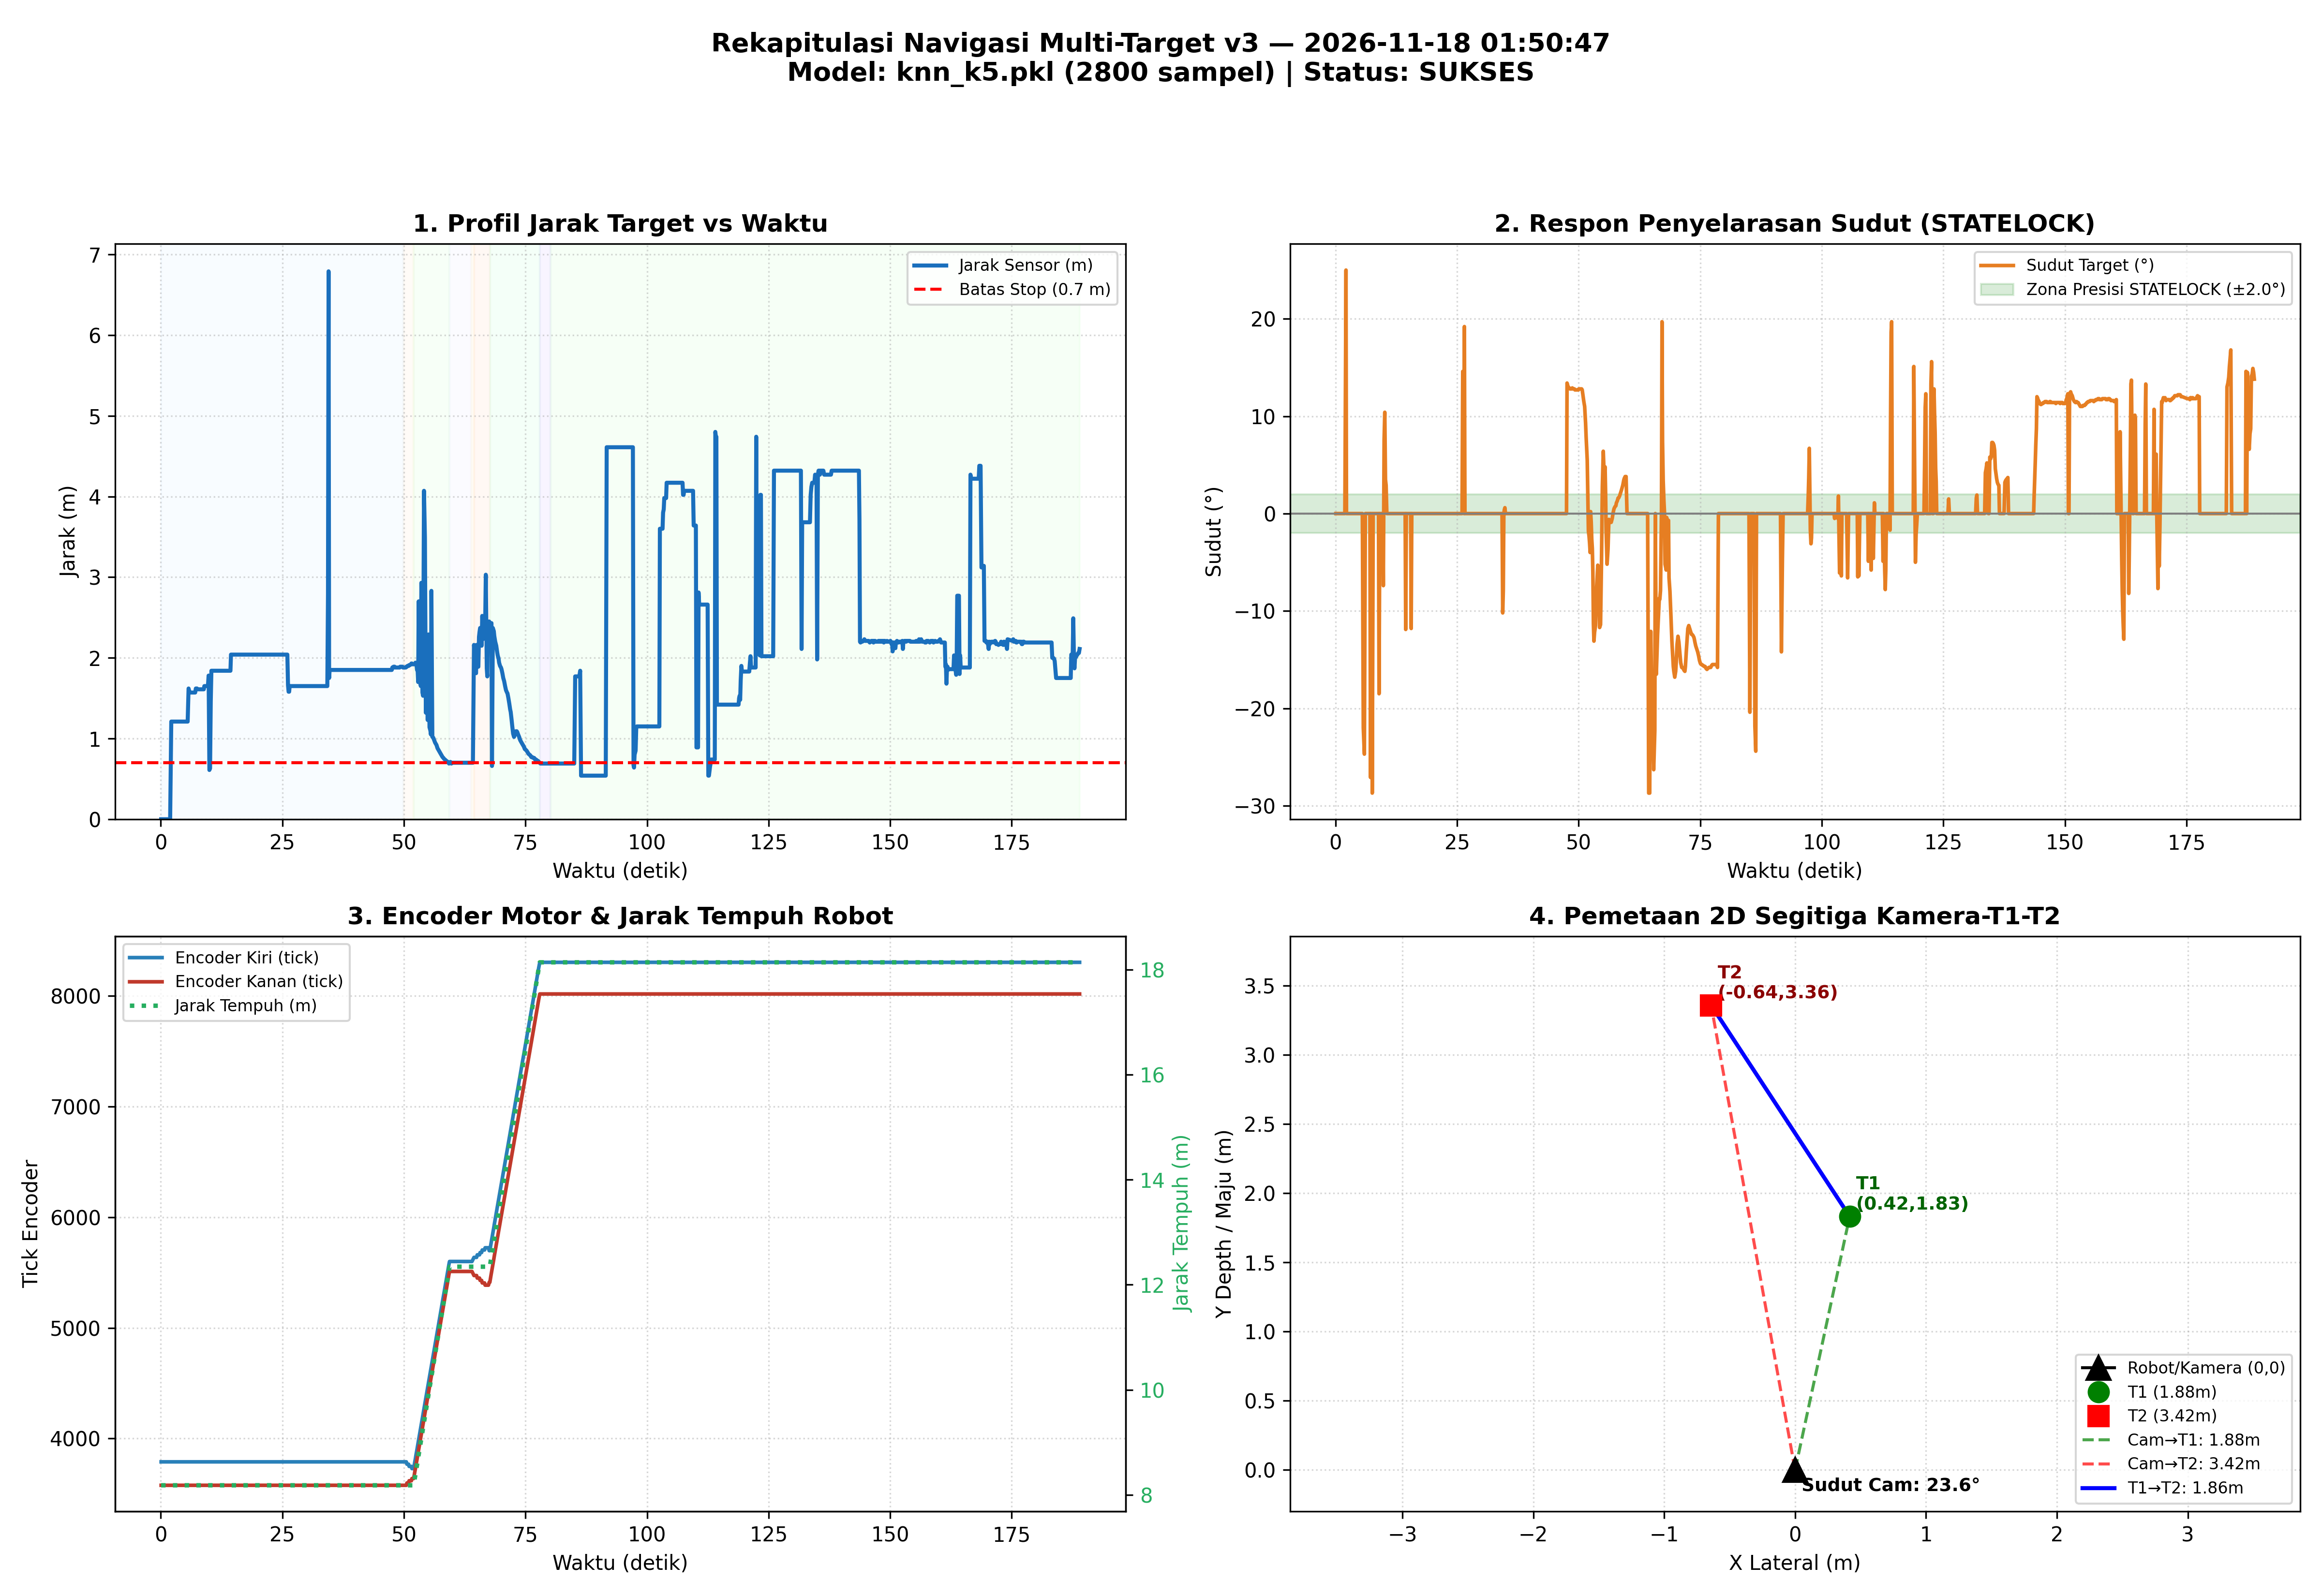 Rekapitulasi Navigasi Multi-Target v3 — 2026-11-18 01:50:47
Model: knn_k5.pkl (2800 sampel) | Status: SUKSES
1. Profil Jarak Target vs Waktu
Jarak Sensor (m)
Batas Stop (0.7 m)
Jarak (m)
7
6
5
4
3
2
1
0
0 25 50 75 100 125 150 175
Waktu (detik)
2. Respon Penyelarasan Sudut (STATELOCK)
Sudut Target (°)
Zona Presisi STATELOCK (±2.0°)
Sudut (°)
20
10
0
−10
−20
−30
0 25 50 75 100 125 150 175
Waktu (detik)
3. Encoder Motor & Jarak Tempuh Robot
Encoder Kiri (tick)
Encoder Kanan (tick)
Jarak Tempuh (m)
Tick Encoder
8000
7000
6000
5000
4000
18
16
14
12
10
8
Jarak Tempuh (m)
0 25 50 75 100 125 150 175
Waktu (detik)
4. Pemetaan 2D Segitiga Kamera-T1-T2
Y Depth / Maju (m)
3.5
3.0
2.5
2.0
1.5
1.0
0.5
0.0
T2
(-0.64,3.36)
T1
(0.42,1.83)
Sudut Cam: 23.6°
Robot/Kamera (0,0)
T1 (1.88m)
T2 (3.42m)
Cam→T1: 1.88m
Cam→T2: 3.42m
T1→T2: 1.86m
−3 −2 −1 0 1 2 3
X Lateral (m)